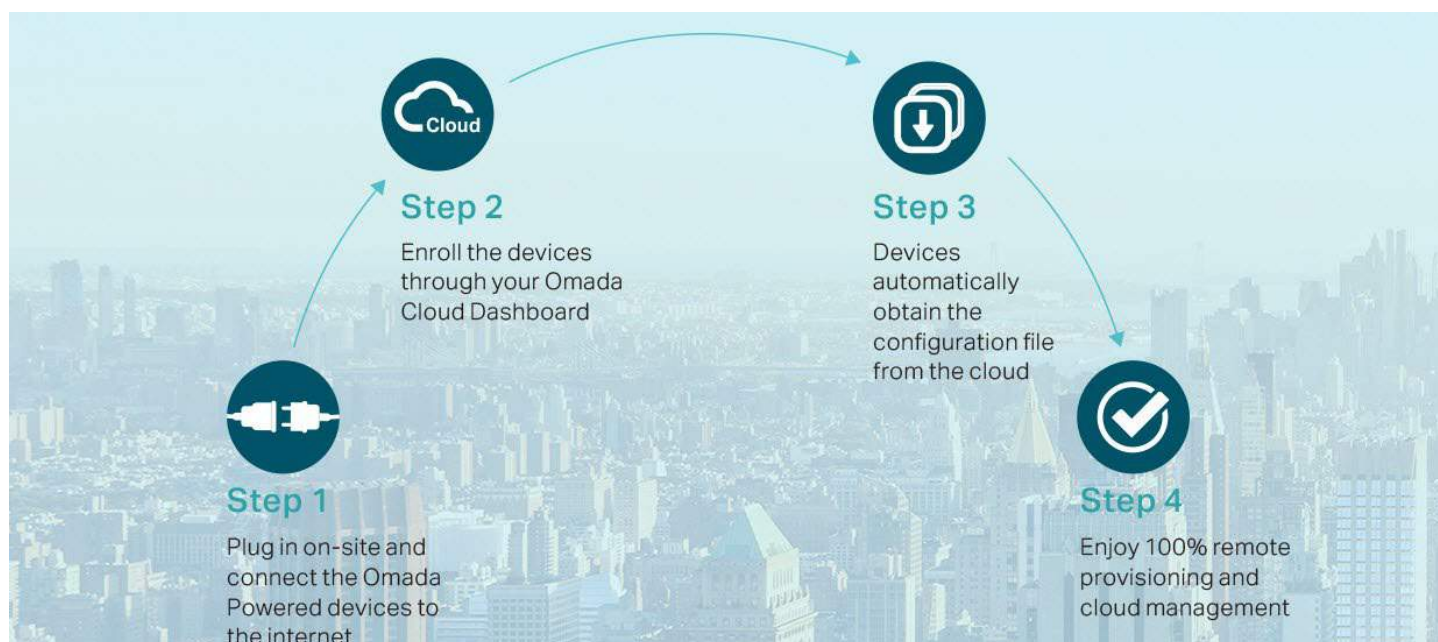 Cloud
Step 2
Enroll the devices
through your Omada
Cloud Dashboard
Step 3
Devices
automatically
obtain the
configuration file
from the cloud
Step 1
Plug in on-site and
connect the Omada
Powered devices to
the internet
Step 4
Enjoy 100% remote
provisioning and
cloud management